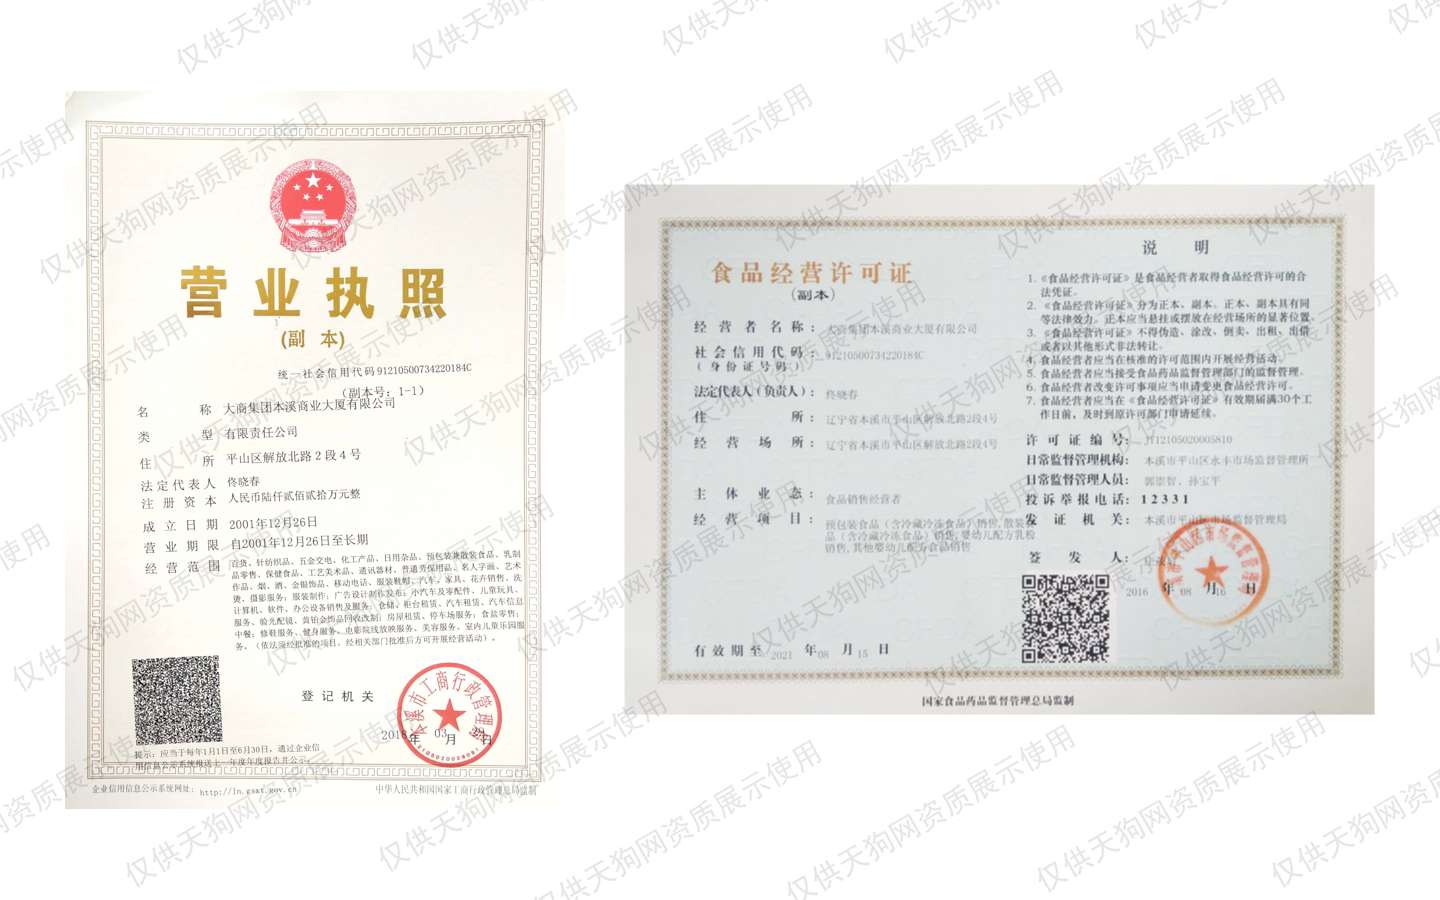 营业执照
(副 本)
统一社会信用代码 91210500734220184C
（副本号：1-1）
名 称 大商集团本溪商业大厦有限公司
类 型 有限责任公司
住 所 平山区解放北路2段4号
法定代表人 佟晓春
注册资本 人民币陆仟贰佰贰拾万元整
成立日期 2001年12月26日
营业期限 自2001年12月26日至长期
经营范围 百货、针纺织品、五金交电、化工产品、日用杂品、预包装兼散装食品、乳制
品零售、保健食品、工艺美术品、通讯器材、普通劳保用品、名人字画、艺术
作品、烟、酒、金银饰品、移动电话、服装鞋帽、汽车、家具、花卉销售、洗
烫、摄影服务；服装制作；广告设计制作发布；小汽车及零配件、儿童玩具、
计算机、软件、办公设备销售及服务；仓储、柜台租赁、汽车租赁、汽车信息
服务、验光配镜、黄铂金饰品回收改制；房屋租赁、停车场服务；食盐零售；
中餐；修鞋服务、健身服务、电影院线放映服务、美容服务、室内儿童乐园服
务。（依法须经批准的项目，经相关部门批准后方可开展经营活动）。
登记机关
本溪市工商行政管理局
2018年 03月 日
提示：应当于每年1月1日至6月30日，通过企业信
用信息公示系统报送上一年度年度报告并公示。
企业信用信息公示系统网址：http://ln.gsxt.gov.cn
中华人民共和国国家工商行政管理总局监制
食品经营许可证
(副本)
经营者名称：大商集团本溪商业大厦有限公司
社会信用代码：91210500734220184C
(身份证号码)
法定代表人(负责人)：佟晓春
住 所：辽宁省本溪市平山区解放北路2段4号
经营场所：辽宁省本溪市平山区解放北路2段4号
主体业态：食品销售经营者
经营项目：预包装食品（含冷藏冷冻食品）销售,散装食
品（含冷藏冷冻食品）销售,婴幼儿配方乳粉
销售,其他婴幼儿配方食品销售
有效期至 2021 年 08 月 15 日
说 明
1.《食品经营许可证》是食品经营者取得食品经营许可的合
法凭证。
2.《食品经营许可证》分为正本、副本。正本、副本具有同
等法律效力。正本应当悬挂或摆放在经营场所的显著位置。
3.《食品经营许可证》不得伪造、涂改、倒卖、出租、出借
或者以其他形式非法转让。
4. 食品经营者应当在核准的许可范围内开展经营活动。
5. 食品经营者应当接受食品药品监督管理部门的监督管理。
6. 食品经营者改变许可事项应当申请变更食品经营许可。
7. 食品经营者应当在《食品经营许可证》有效期届满30个工
作日前，及时到原许可部门申请延续。
许可证编号：JY12105020005810
日常监督管理机构：本溪市平山区永丰市场监督管理所
日常监督管理人员：郭崇智、孙宝平
投诉举报电话：12331
发证机关：本溪市平山区市场监督管理局
签 发 人：
2016 年 08 月 16 日
国家食品药品监督管理总局监制
仅供天狗网资质展示使用